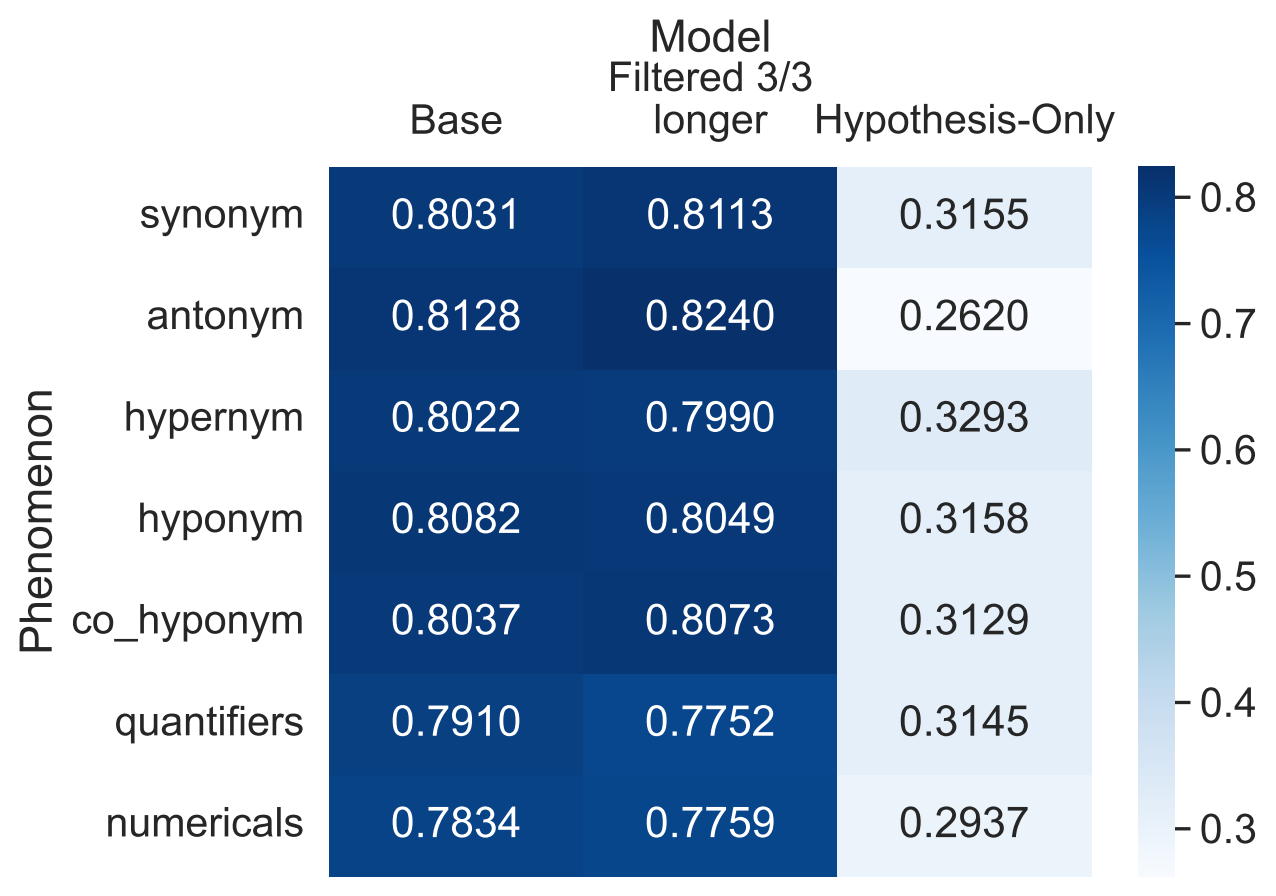 Model
Filtered 3/3
Base longer Hypothesis-Only
synonym 0.8031 0.8113 0.3155
antonym 0.8128 0.8240 0.2620
hypernym 0.8022 0.7990 0.3293
hyponym 0.8082 0.8049 0.3158
co_hyponym 0.8037 0.8073 0.3129
quantifiers 0.7910 0.7752 0.3145
numericals 0.7834 0.7759 0.2937
Phenomenon
0.8
0.7
0.6
0.5
0.4
0.3